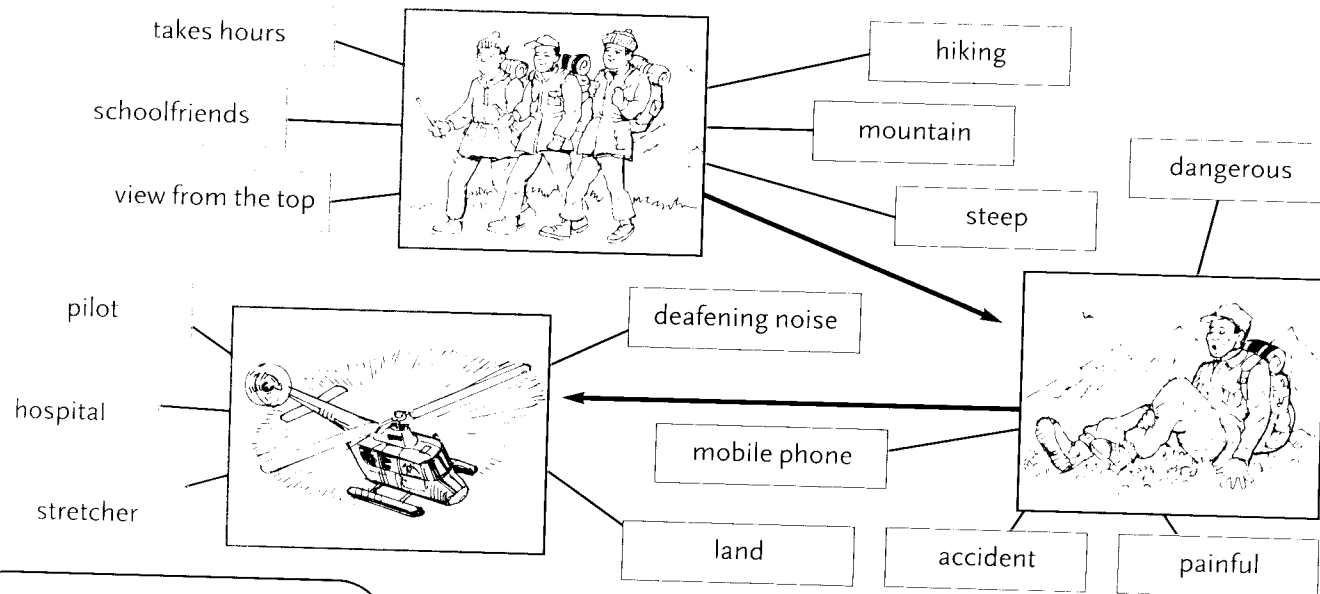 takes hours
schoolfriends
view from the top
hiking
mountain
steep
dangerous
pilot
hospital
stretcher
deafening noise
mobile phone
land
accident
painful